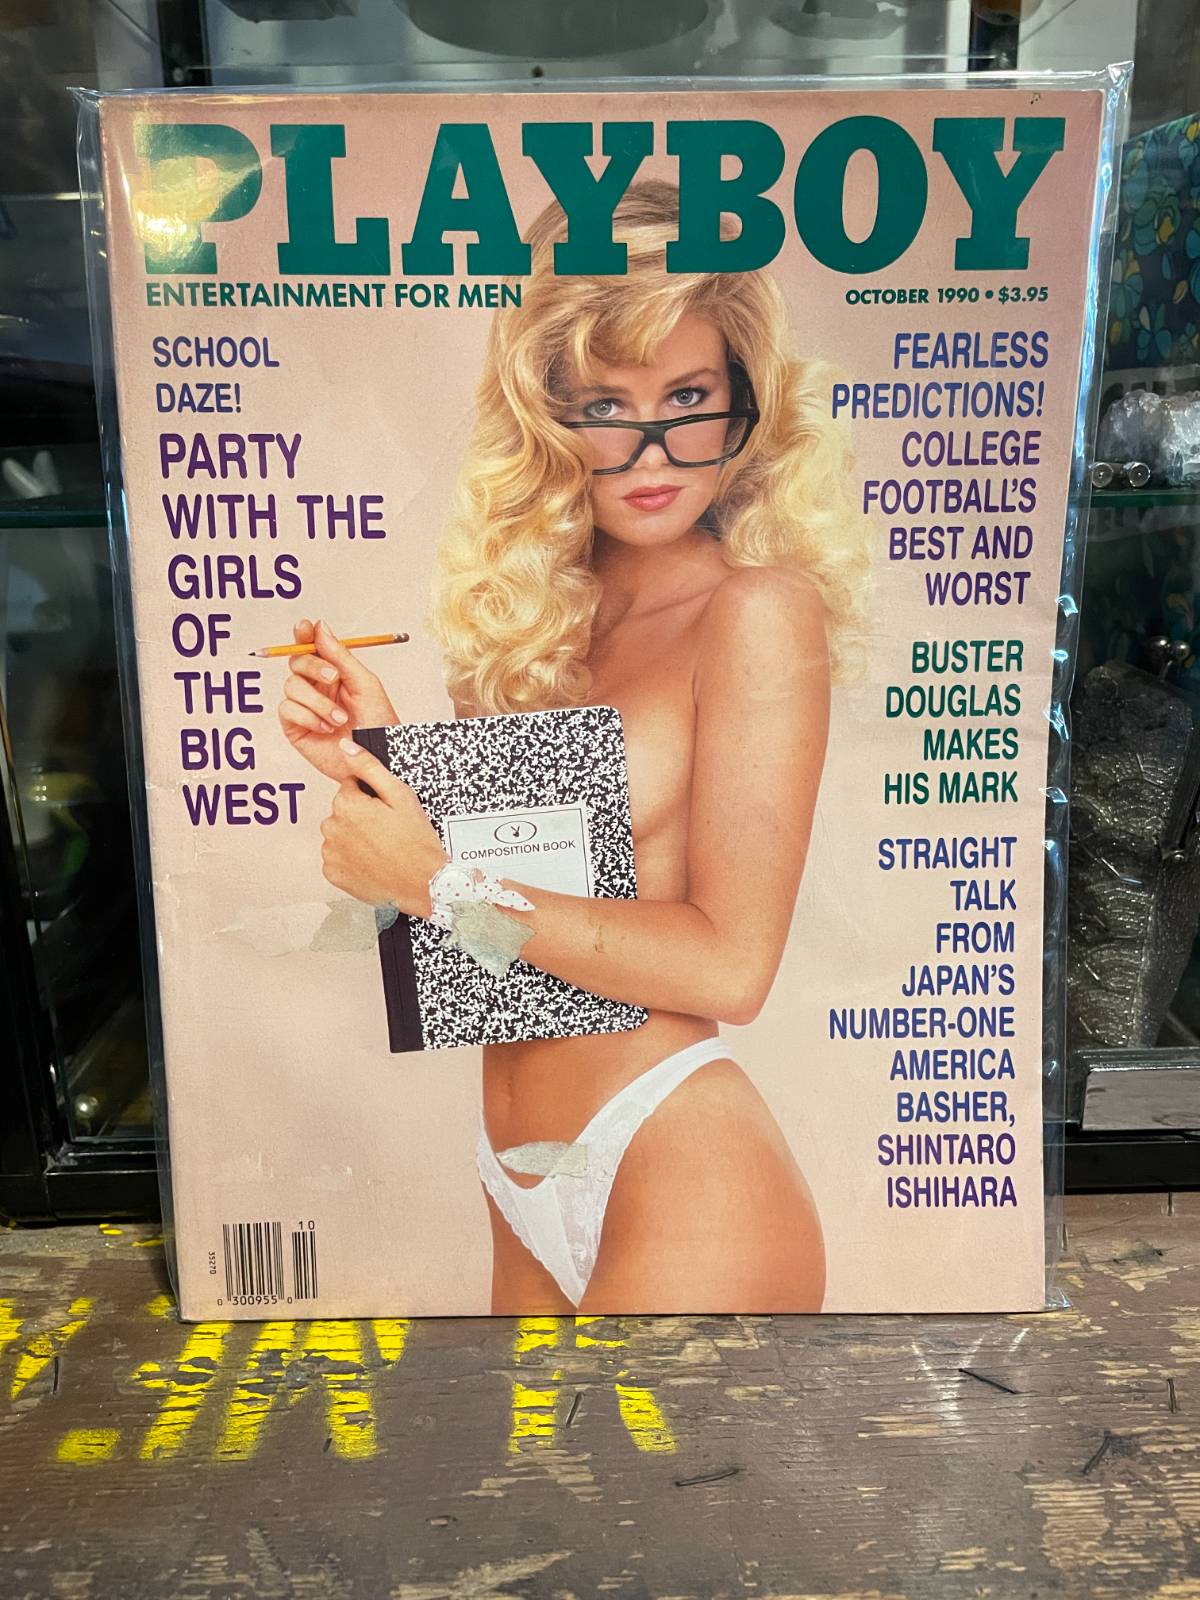 PLAYBOY
ENTERTAINMENT FOR MEN
OCTOBER 1990 • $3.95
SCHOOL
DAZE!
PARTY
WITH THE
GIRLS
OF
THE
BIG
WEST
FEARLESS
PREDICTIONS!
COLLEGE
FOOTBALL'S
BEST AND
WORST
BUSTER
DOUGLAS
MAKES
HIS MARK
STRAIGHT
TALK
FROM
JAPAN'S
NUMBER-ONE
AMERICA
BASHER,
SHINTARO
ISHIHARA
COMPOSITION BOOK
10
35270
0 300955 0